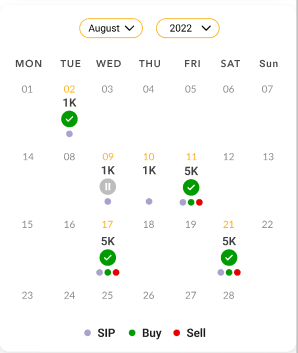 August 2022
MON TUE WED THU FRI SAT Sun
01 02 03 04 05 06 07
1K
14 08 09 10 11 12 13
1K 1K 5K
15 16 17 18 19 21 22
5K 5K
23 24 25 26 27 28
SIP Buy Sell